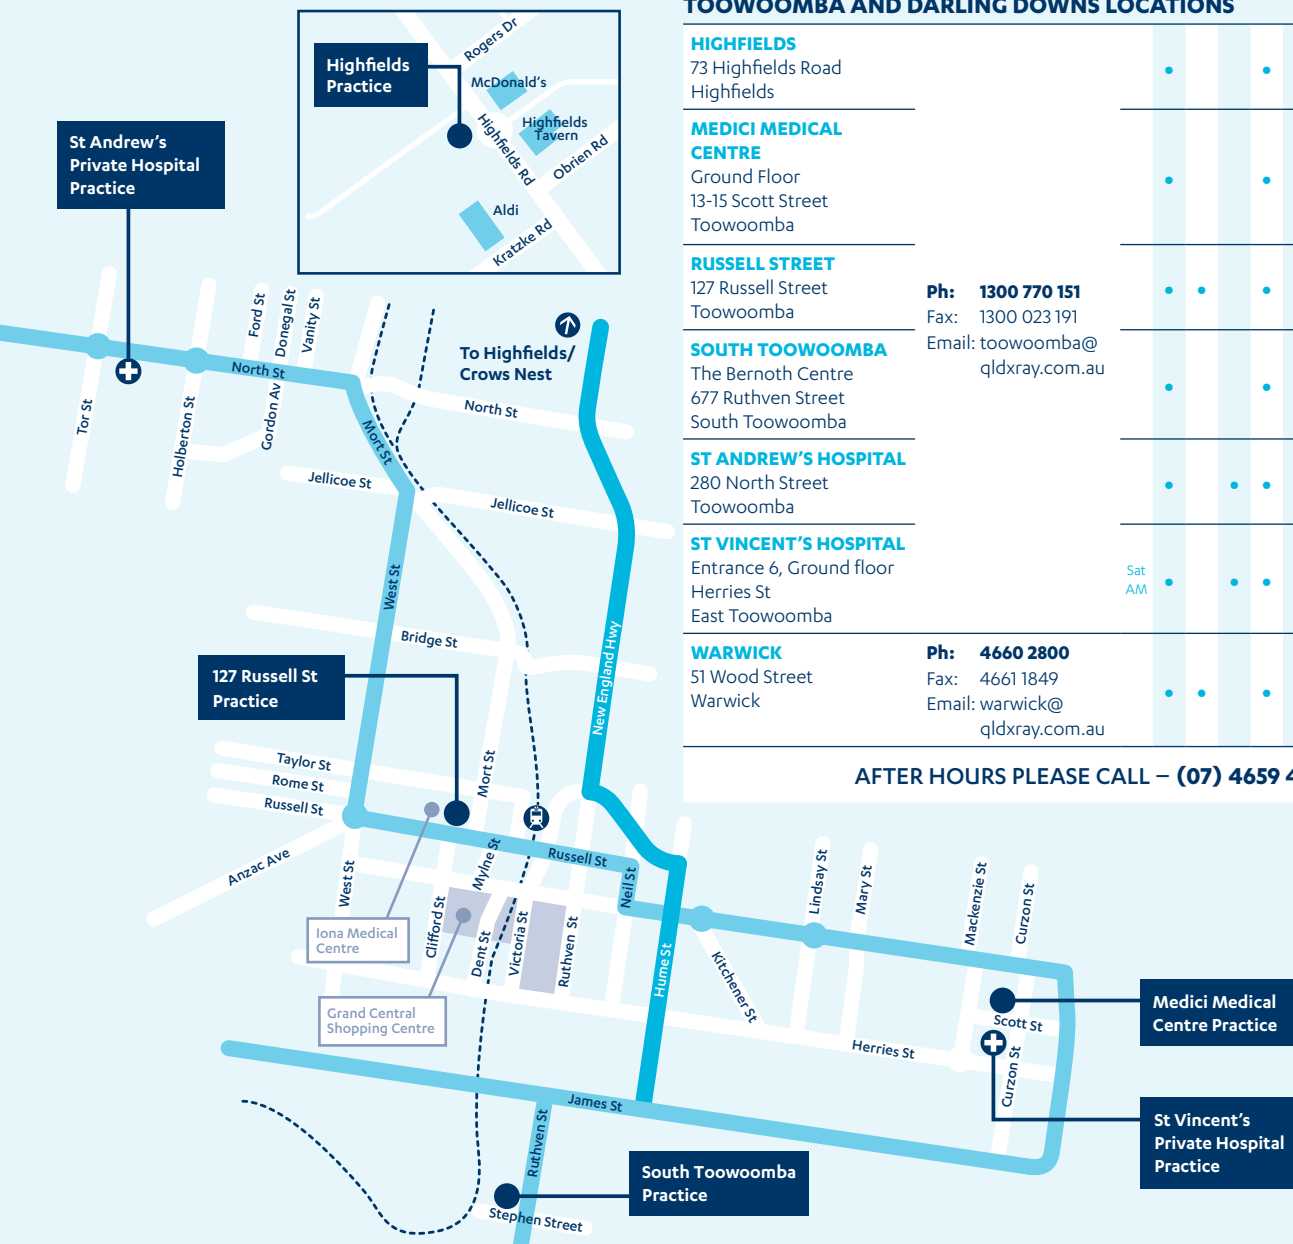 TOOWOOMBA AND DARLING DOWNS LOCATIONS
HIGHFIELDS
73 Highfields Road
Highfields
MEDICI MEDICAL
CENTRE
Ground Floor
13-15 Scott Street
Toowoomba
RUSSELL STREET
127 Russell Street
Toowoomba
SOUTH TOOWOOMBA
The Bernoth Centre
677 Ruthven Street
South Toowoomba
ST ANDREW'S HOSPITAL
280 North Street
Toowoomba
ST VINCENT'S HOSPITAL
Entrance 6, Ground floor
Herries St
East Toowoomba
Sat
AM
Ph: 1300 770 151
Fax: 1300 023 191
Email: toowoomba@
qldxray.com.au
WARWICK
51 Wood Street
Warwick
Ph: 4660 2800
Fax: 4661 1849
Email: warwick@
qldxray.com.au
AFTER HOURS PLEASE CALL – (07) 4659 4
Highfields
Practice
Rogers Dr
McDonald's
Highfields
Tavern
Highfields Rd
Obrien Rd
Aldi
Kratzke Rd
St Andrew's
Private Hospital
Practice
Ford St
Donegal St
Vanity St
To Highfields/
Crows Nest
North St
North St
Tor St
Holberton St
Gordon Av
Mort St
Jellicoe St
Jellicoe St
West St
Bridge St
New England Hwy
127 Russell St
Practice
Taylor St
Rome St
Russell St
Mort St
Anzac Ave
West St
Mylne St
Russell St
Neil St
Iona Medical
Centre
Clifford St
Dent St
Victoria St
Ruthven St
Hume St
Kitchener St
Lindsay St
Mary St
Mackenzie St
Curzon St
Grand Central
Shopping Centre
Medici Medical
Centre Practice
Scott St
Herries St
Curzon St
James St
Ruthven St
St Vincent's
Private Hospital
Practice
South Toowoomba
Practice
Stephen Street